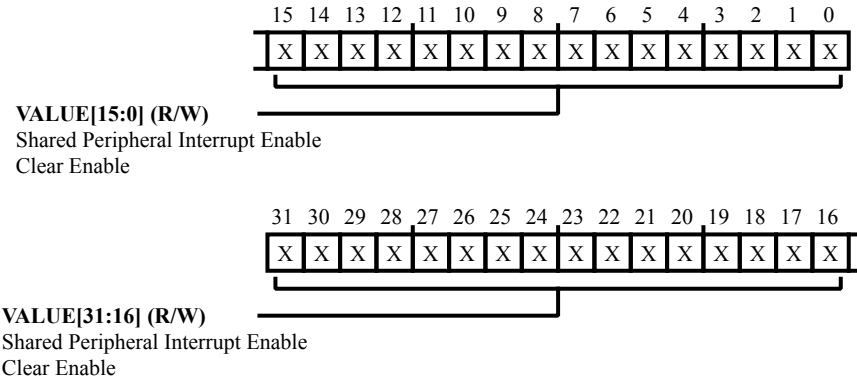 15 14 13 12 11 10 9 8 7 6 5 4 3 2 1 0
X X X X X X X X X X X X X X X X
VALUE[15:0] (R/W)
Shared Peripheral Interrupt Enable
Clear Enable
31 30 29 28 27 26 25 24 23 22 21 20 19 18 17 16
X X X X X X X X X X X X X X X X
VALUE[31:16] (R/W)
Shared Peripheral Interrupt Enable
Clear Enable